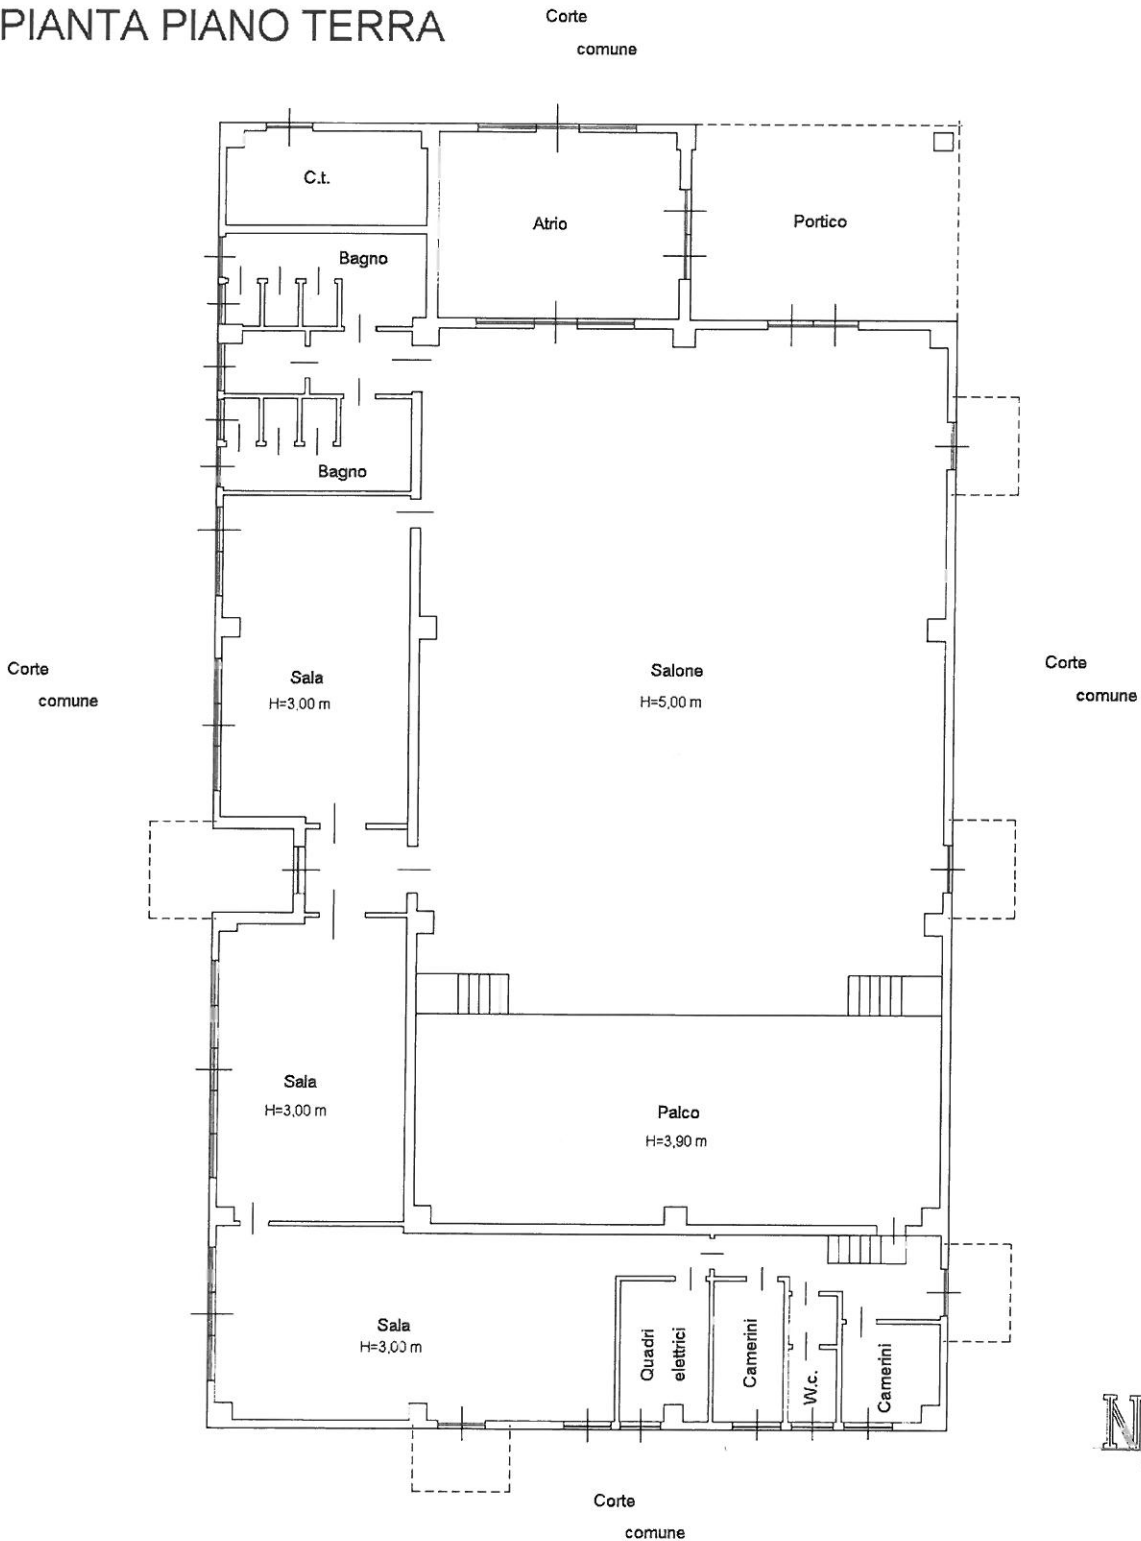 PIANTA PIANO TERRA
Corte
comune
C.t.
Atrio
Portico
Bagno
Bagno
Sala
H=3,00 m
Salone
H=5,00 m
Corte
comune
Corte
comune
Sala
H=3,00 m
Palco
H=3,90 m
Sala
H=3,00 m
Quadri
elettrici
Camerini
W.c.
Camerini
N
Corte
comune